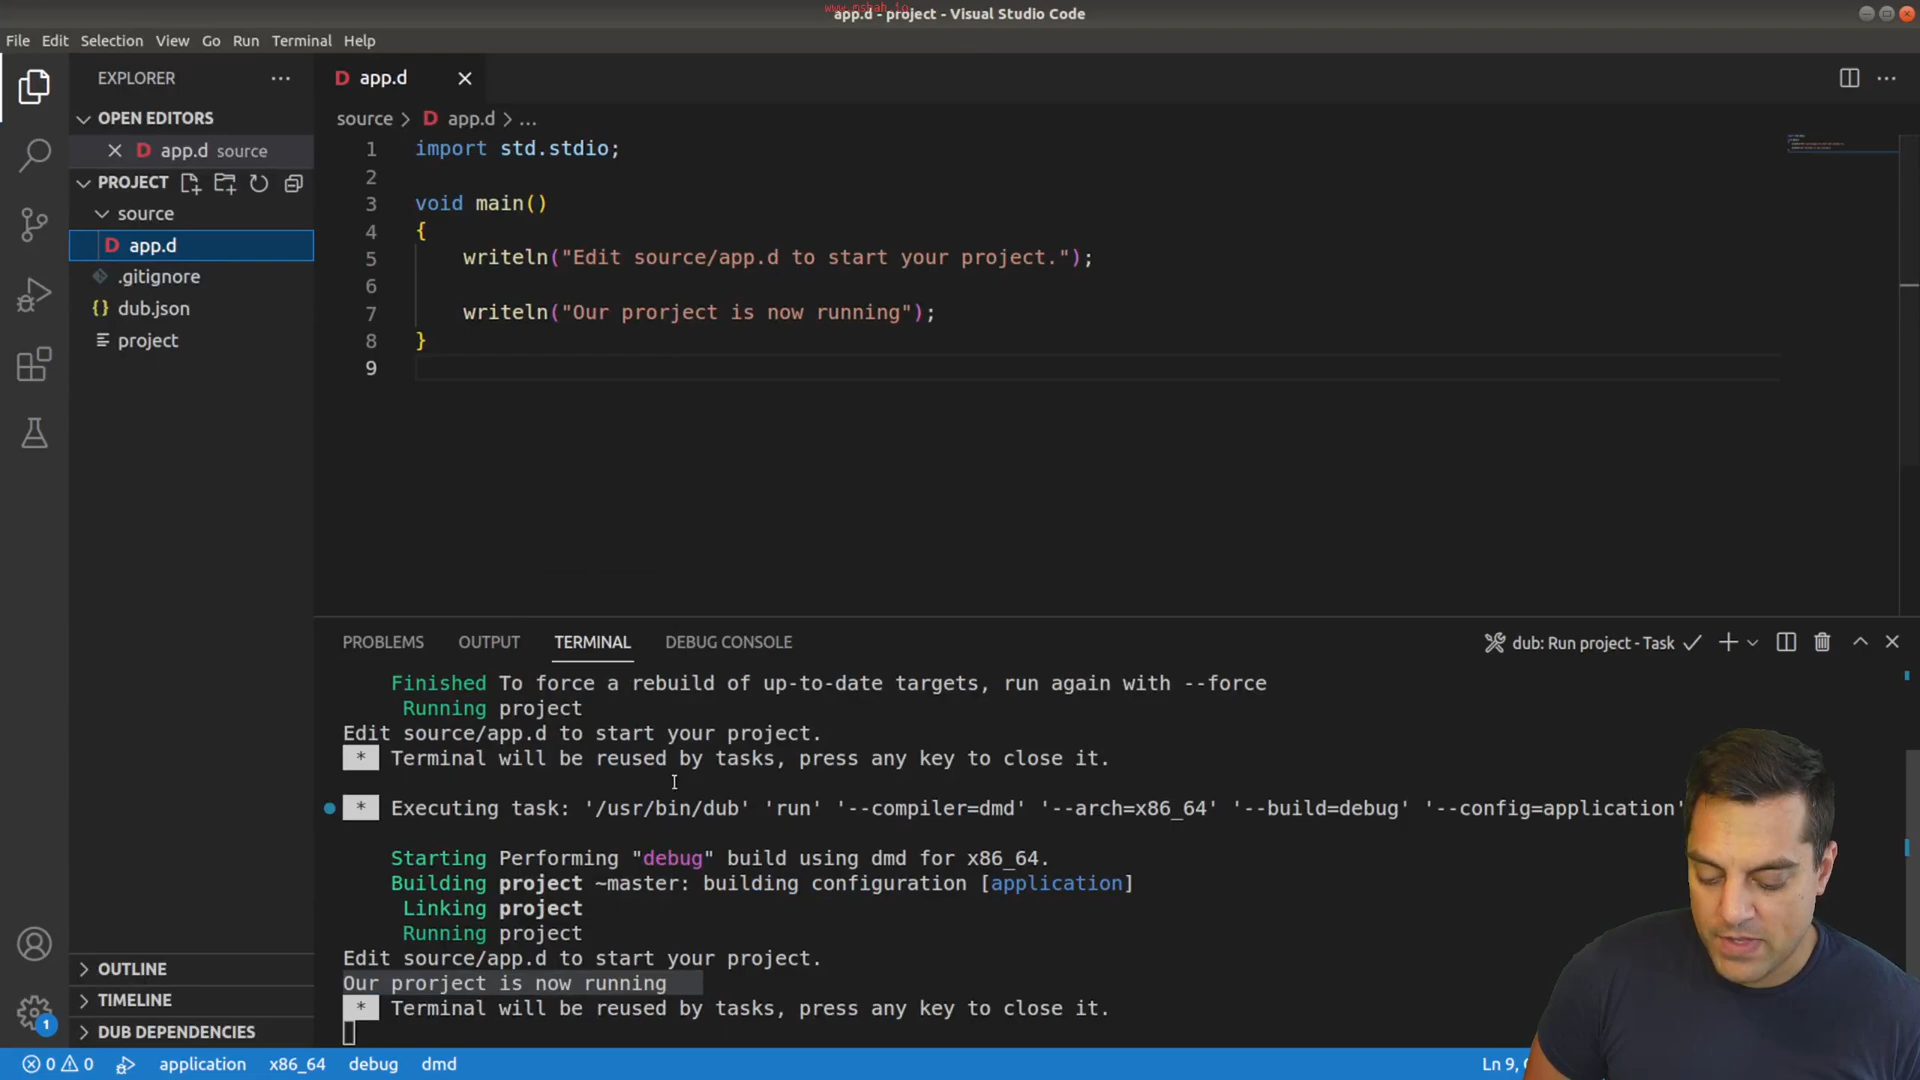 www.mshah.io
app.d - project - Visual Studio Code
File Edit Selection View Go Run Terminal Help
EXPLORER
OPEN EDITORS
app.d source
PROJECT
source
app.d
.gitignore
dub.json
project
OUTLINE
TIMELINE
DUB DEPENDENCIES
app.d
source > app.d > ...
1 import std.stdio;
2
3 void main()
4 {
5 writeln("Edit source/app.d to start your project.");
6
7 writeln("Our prorject is now running");
8 }
9
PROBLEMS OUTPUT TERMINAL DEBUG CONSOLE
dub: Run project - Task
Finished To force a rebuild of up-to-date targets, run again with --force
Running project
Edit source/app.d to start your project.
* Terminal will be reused by tasks, press any key to close it.
* Executing task: '/usr/bin/dub' 'run' '--compiler=dmd' '--arch=x86_64' '--build=debug' '--config=application'
Starting Performing "debug" build using dmd for x86_64.
Building project ~master: building configuration [application]
Linking project
Running project
Edit source/app.d to start your project.
Our prorject is now running
* Terminal will be reused by tasks, press any key to close it.
1
0 0 application x86_64 debug dmd
Ln 9,